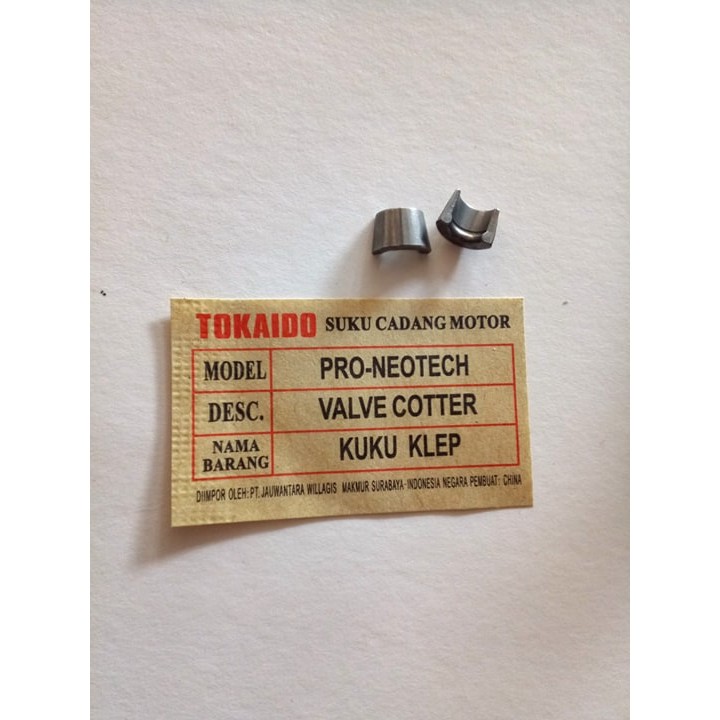 TOKAIDO SUKU CADANG MOTOR
MODEL PRO-NEOTECH
DESC. VALVE COTTER
NAMA BARANG KUKU KLEP
DIIMPOR OLEH: PT. JAUWANTARA WILLAGIS MAKMUR SURABAYA-INDONESIA NEGARA PEMBUAT: CHINA